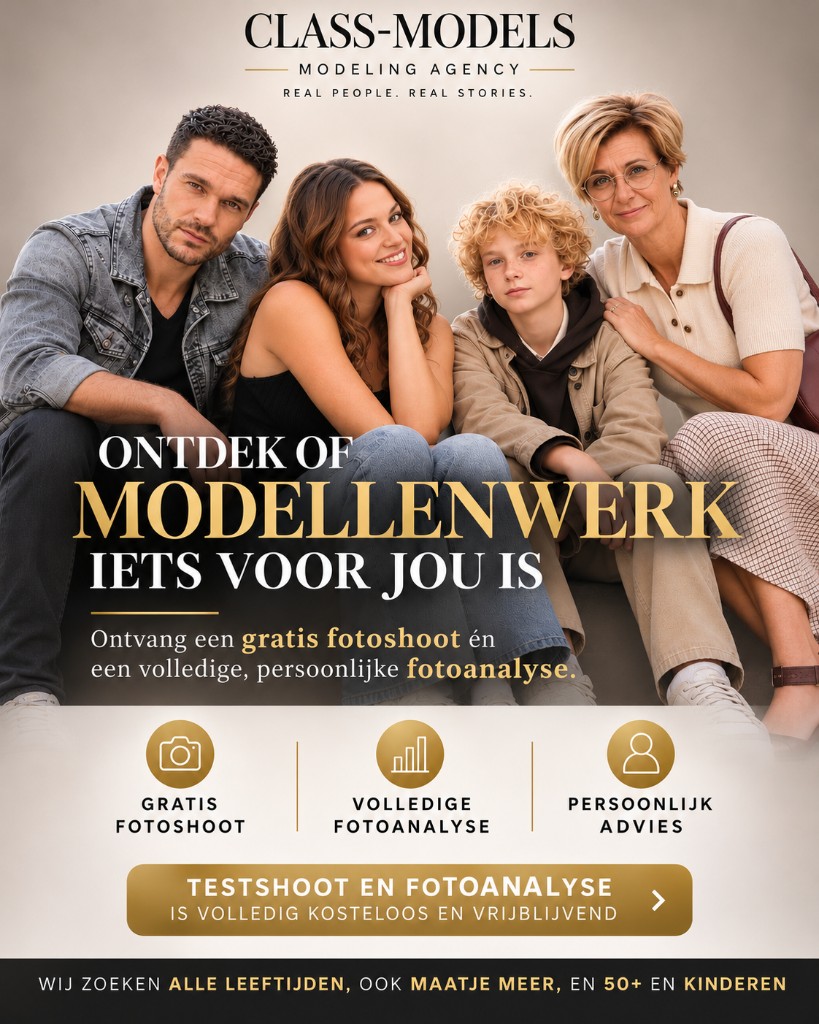 CLASS-MODELS
MODELING AGENCY
REAL PEOPLE. REAL STORIES.
ONTDEK OF
MODELLENWERK
IETS VOOR JOU IS
Ontvang een gratis fotoshoot én
een volledige, persoonlijke fotoanalyse.
GRATIS
FOTOSHOOT
VOLLEDIGE
FOTOANALYSE
PERSOONLIJK
ADVIES
TESTSHOOT EN FOTOANALYSE
IS VOLLEDIG KOSTELOOS EN VRIJBLIJVEND
WIJ ZOEKEN ALLE LEEFTIJDEN, OOK MAATJE MEER, EN 50+ EN KINDEREN